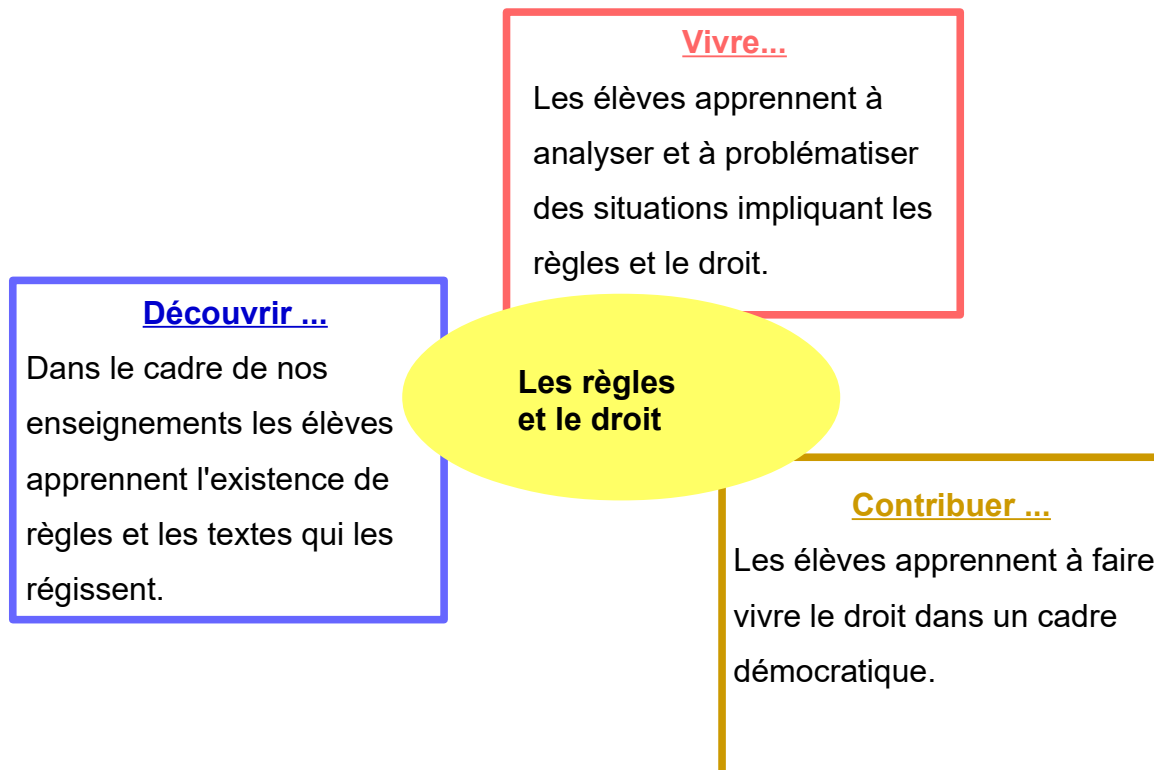 Vivre...
Les élèves apprennent à
analyser et à problématiser
des situations impliquant les
règles et le droit.
Découvrir ...
Dans le cadre de nos
enseignements les élèves
apprennent l'existence de
règles et les textes qui les
régissent.
Les règles
et le droit
Contribuer ...
Les élèves apprennent à faire
vivre le droit dans un cadre
démocratique.